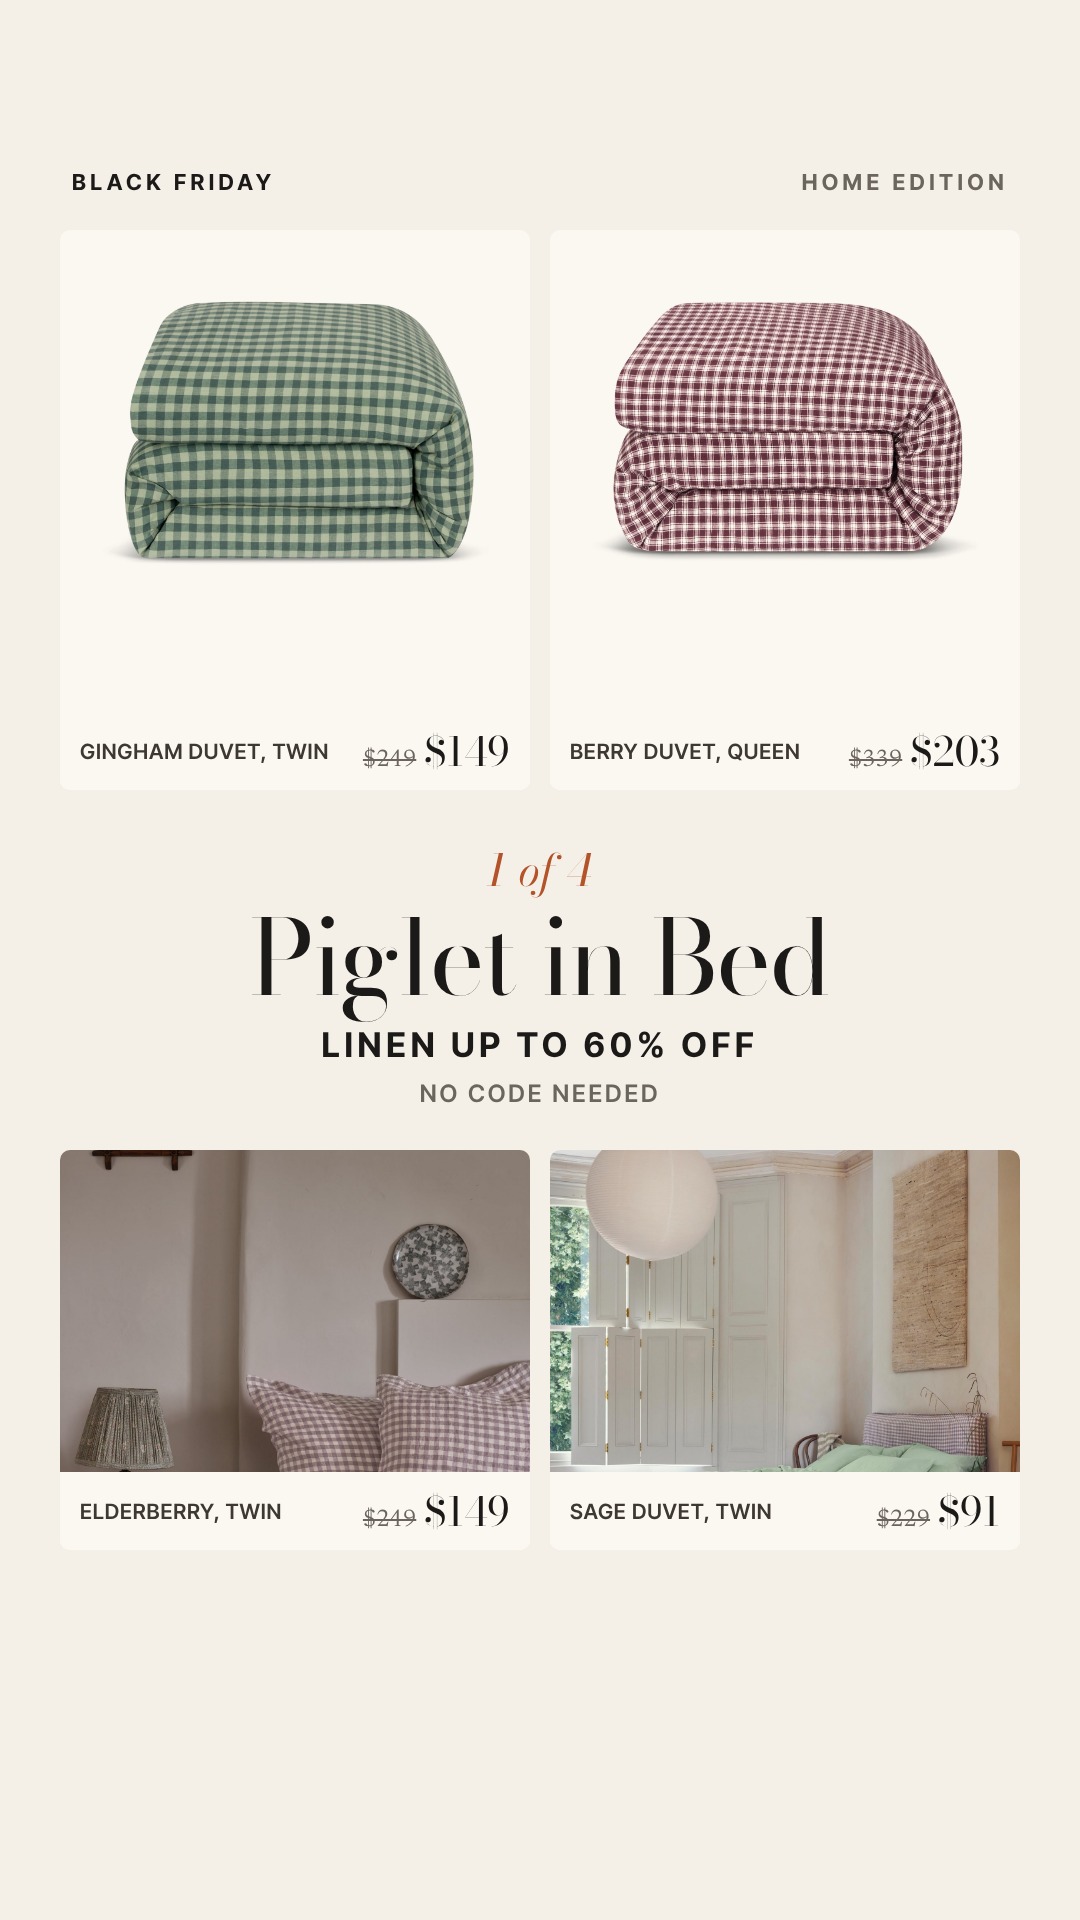 BLACK FRIDAY
HOME EDITION
GINGHAM DUVET, TWIN $249 $149
BERRY DUVET, QUEEN $339 $203
1 of 4
Piglet in Bed
LINEN UP TO 60% OFF
NO CODE NEEDED
ELDERBERRY, TWIN $249 $149
SAGE DUVET, TWIN $229 $91